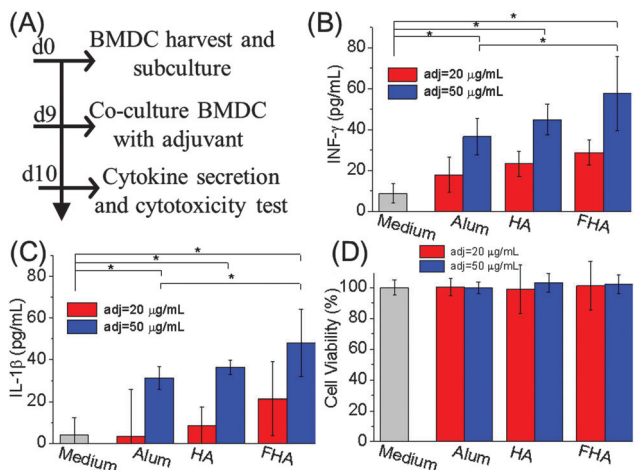 (A)
d0
BMDC harvest and
subculture
d9
Co-culture BMDC
with adjuvant
d10
Cytokine secretion
and cytotoxicity test
(B)
INF-γ (pg/mL)
100
80
60
40
20
0
adj=20 μg/mL
adj=50 μg/mL
*
*
*
*
Medium
Alum
HA
FHA
(C)
IL-1β (pg/mL)
80
60
40
20
0
adj=20 μg/mL
adj=50 μg/mL
*
*
*
*
Medium
Alum
HA
FHA
(D)
Cell Viability (%)
120
100
80
60
40
20
0
adj=20 μg/mL
adj=50 μg/mL
Medium
Alum
HA
FHA